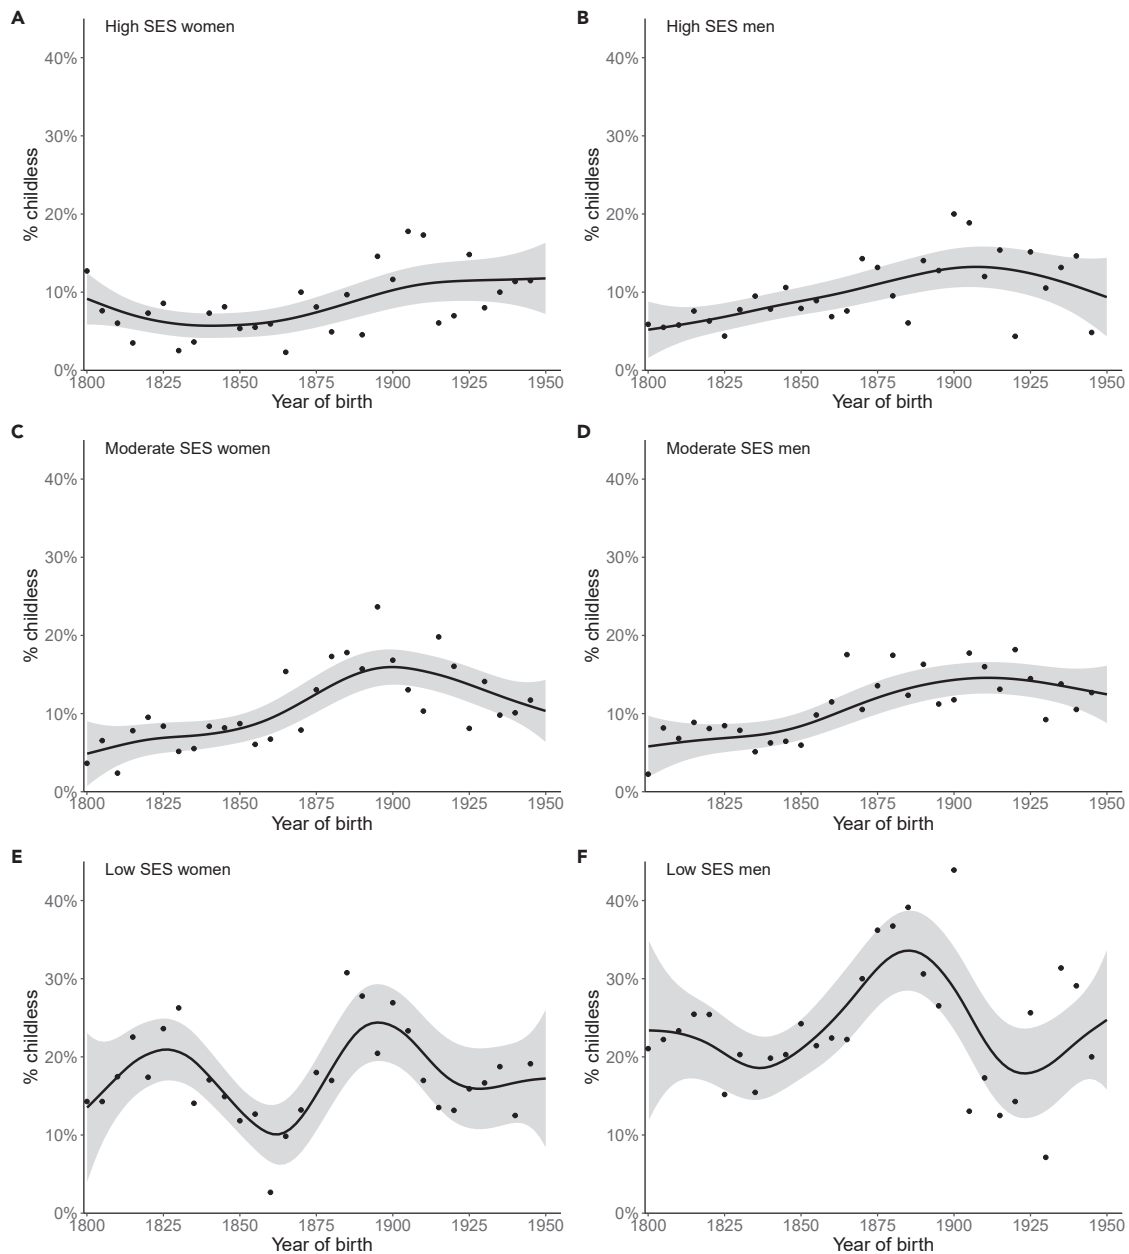 A
High SES women
40%
30%
20%
10%
0%
% childless
1800 1825 1850 1875 1900 1925 1950
Year of birth
B
High SES men
40%
30%
20%
10%
0%
% childless
1800 1825 1850 1875 1900 1925 1950
Year of birth
C
Moderate SES women
40%
30%
20%
10%
0%
% childless
1800 1825 1850 1875 1900 1925 1950
Year of birth
D
Moderate SES men
40%
30%
20%
10%
0%
% childless
1825 1850 1875 1900 1925 1950
Year of birth
E
Low SES women
40%
30%
20%
10%
0%
% childless
1800 1825 1850 1875 1900 1925 1950
Year of birth
F
Low SES men
40%
30%
20%
10%
0%
% childless
1800 1825 1850 1875 1900 1925 1950
Year of birth